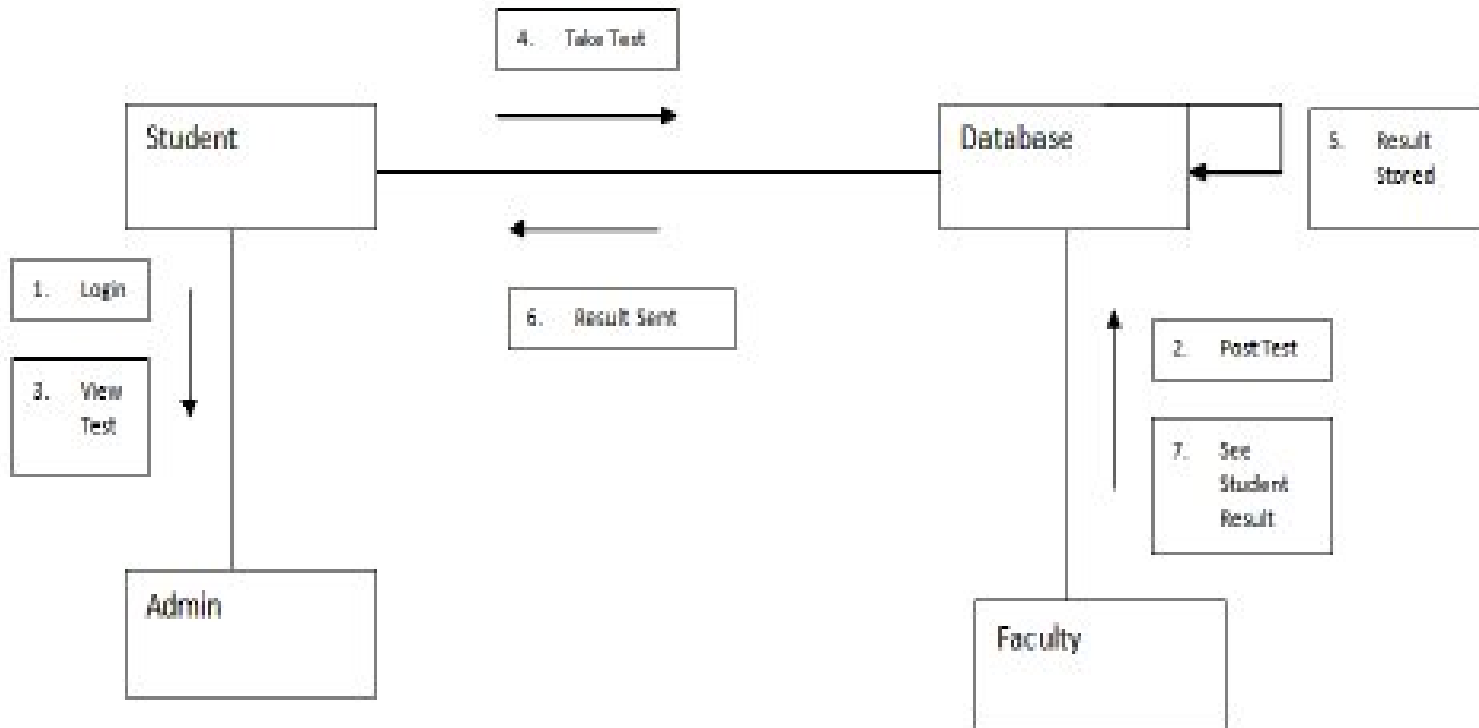 4. Take Test
Student
Database
5. Result
Stored
1. Login
6. Result Sent
3. View
Test
2. Post Test
7. See
Student
Result
Admin
Faculty